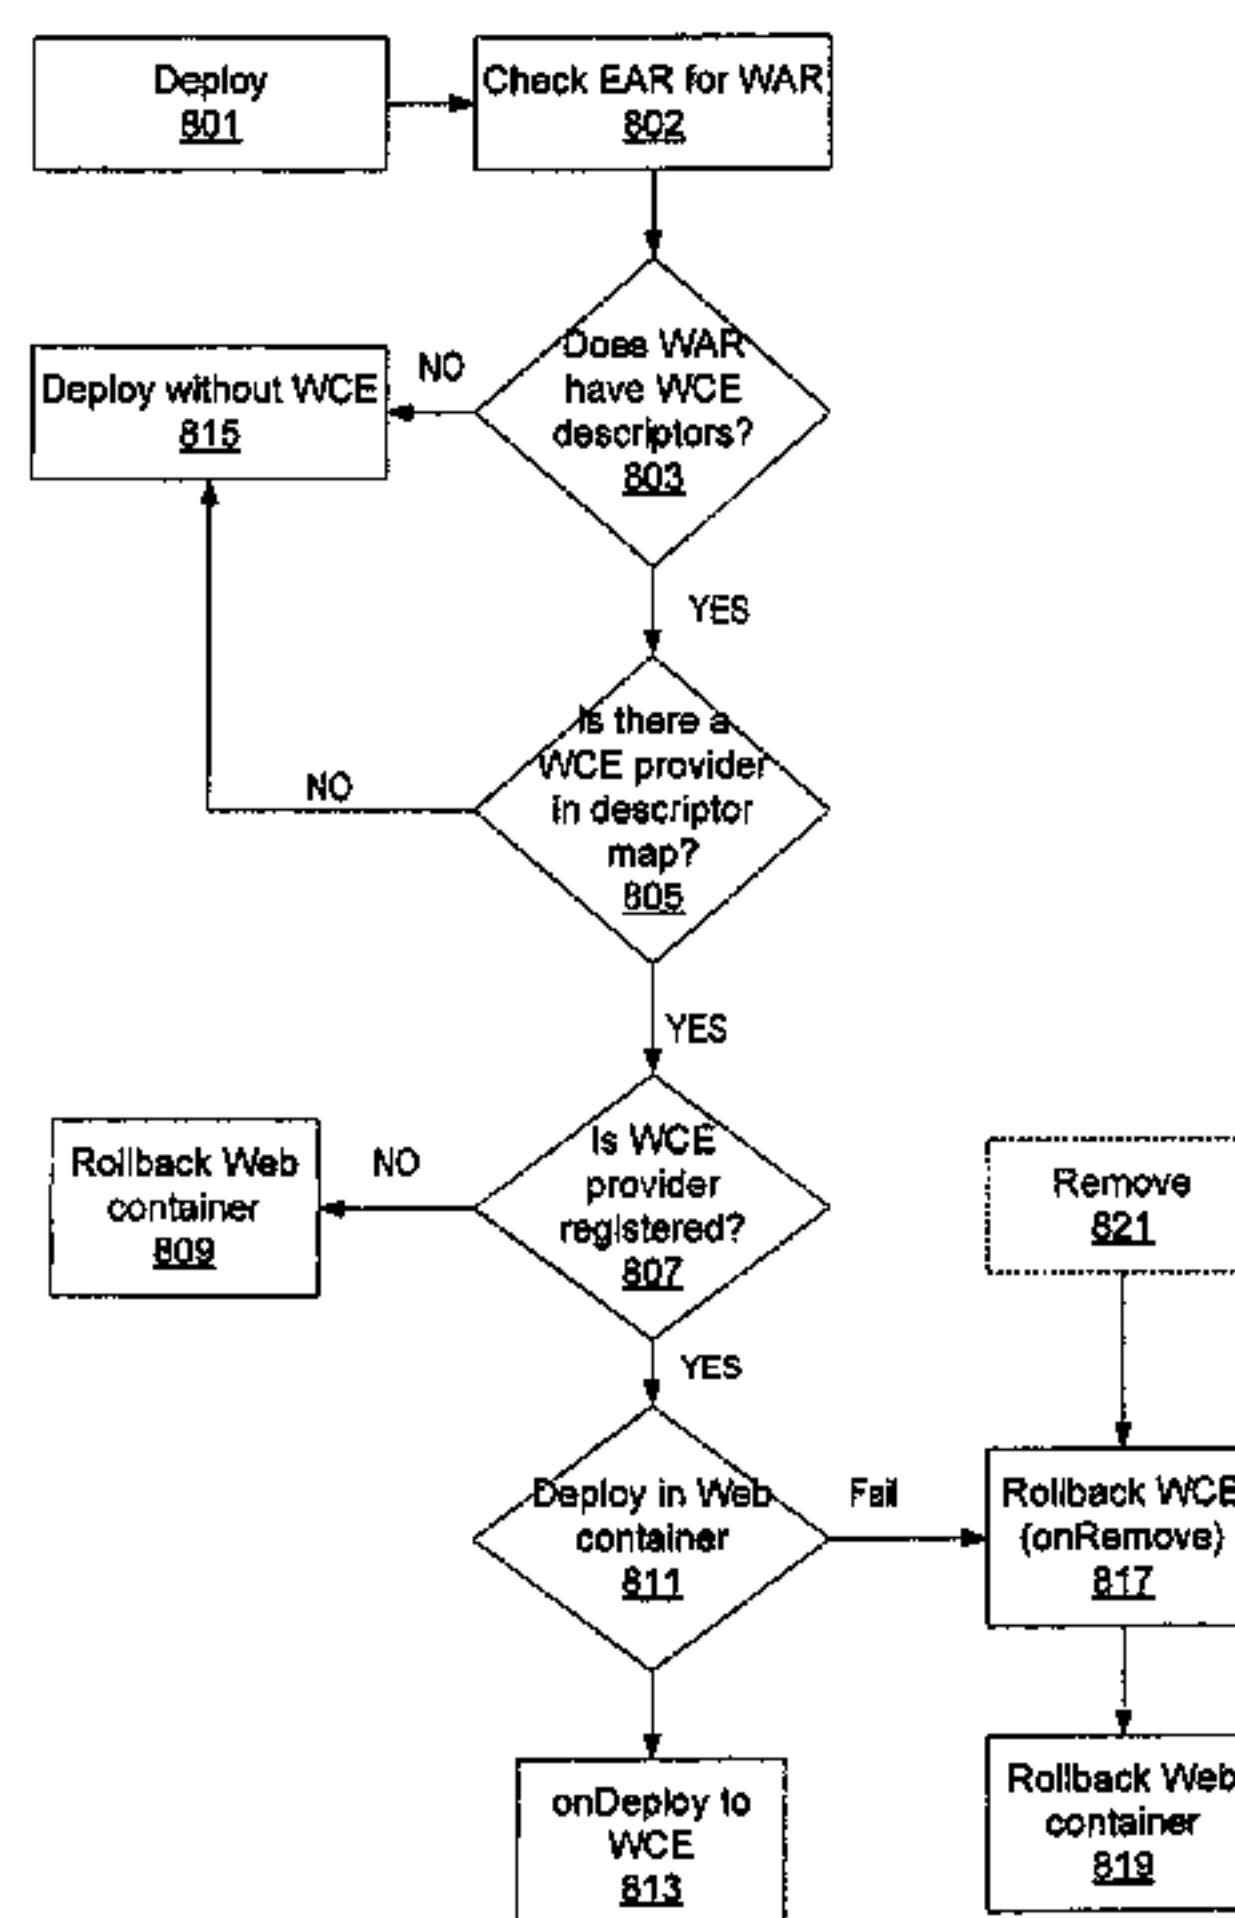 Deploy
801
Check EAR for WAR
802
Does WAR
have WCE
descriptors?
803
NO
Deploy without WCE
815
YES
Is there a
WCE provider
in descriptor
map?
805
NO
YES
Is WCE
provider
registered?
807
NO
Rollback Web
container
809
Remove
821
YES
Deploy in Web
container
811
Fail
Rollback WCE
(onRemove)
817
onDeploy to
WCE
813
Rollback Web
container
819